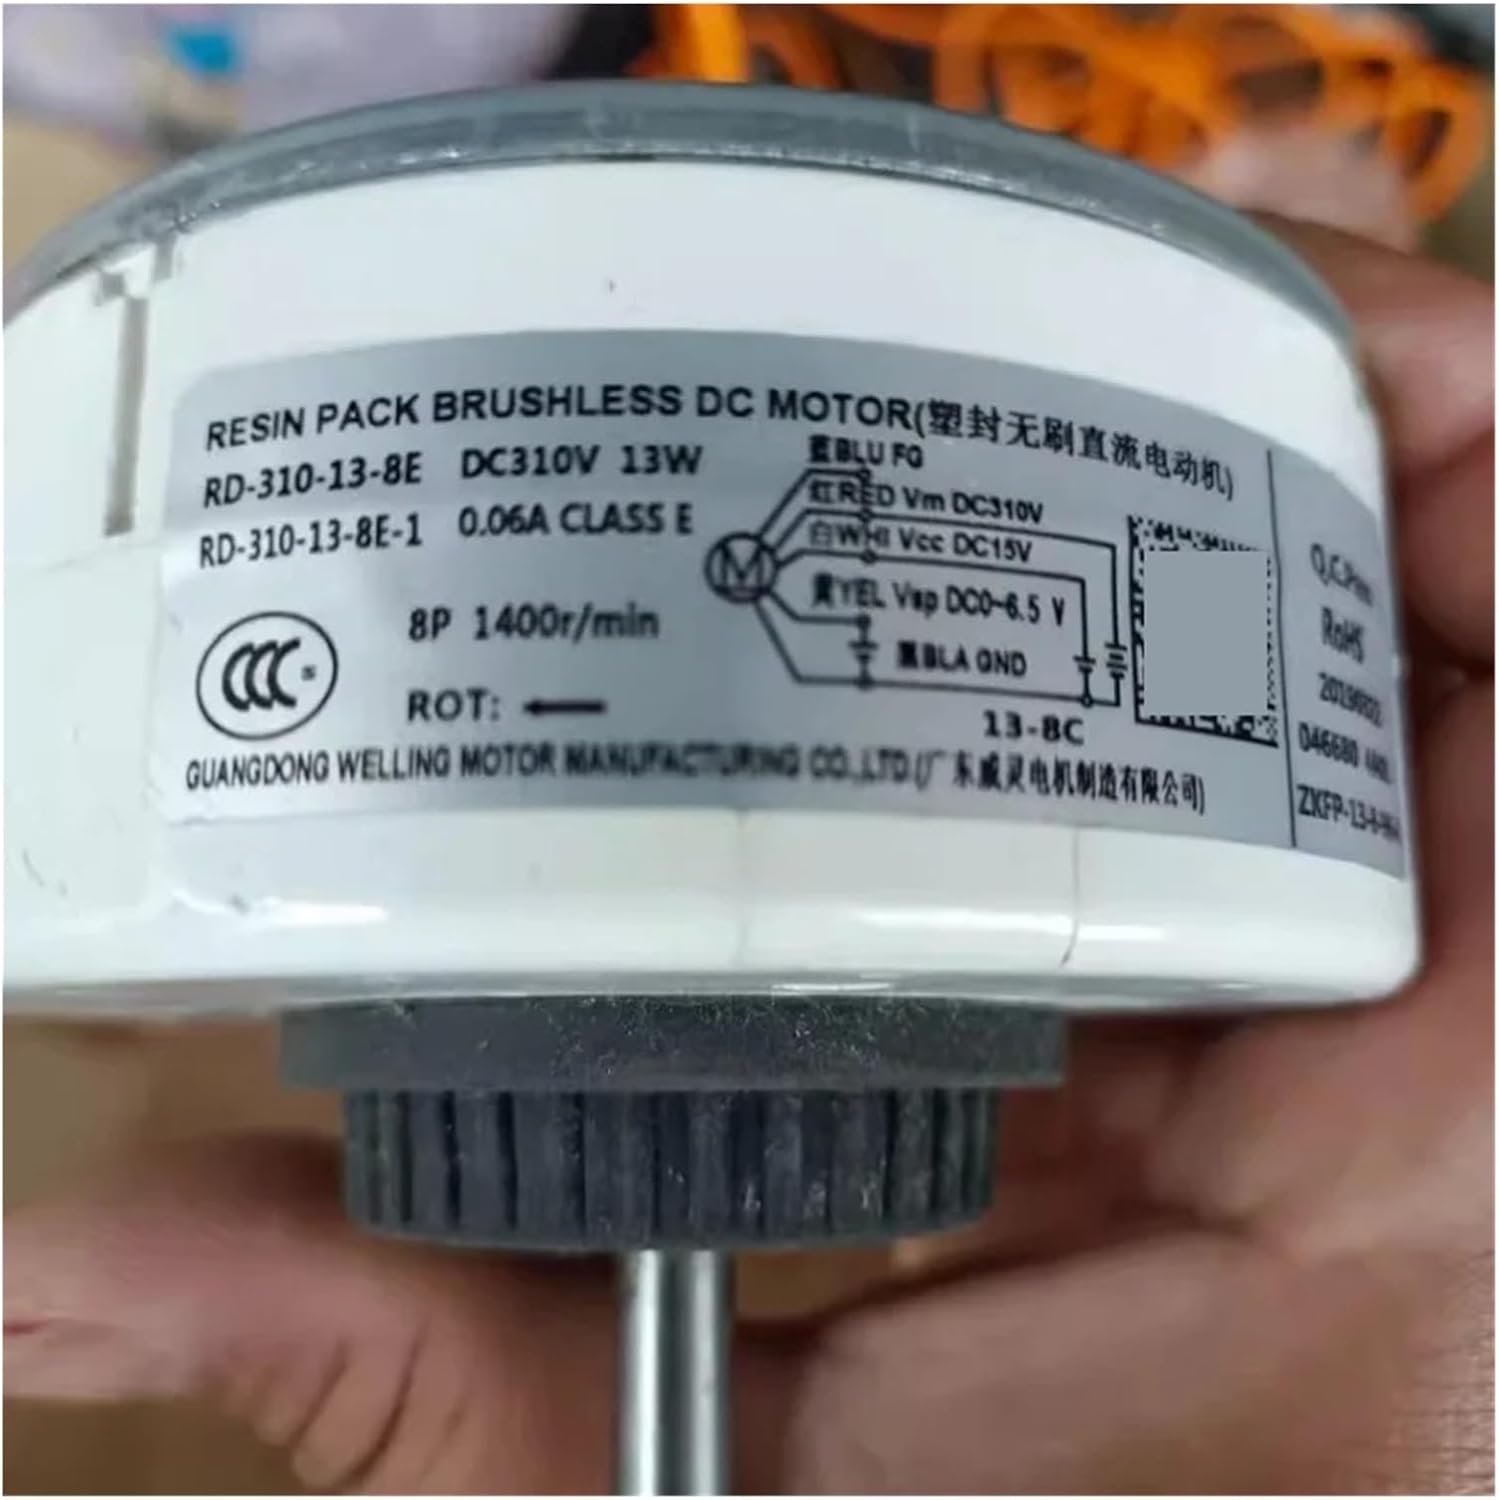 RESIN PACK BRUSHLESS DC MOTOR(塑封无刷直流电动机)
RD-310-13-8E DC310V 13W
RD-310-13-8E-1 0.06A CLASS E
8P 1400r/min
ROT:
CCC
蓝BLU FG
红RED Vm DC310V
白WHI Vcc DC15V
黄YEL Vsp DC0~6.5 V
黑BLA GND
M
13-8C
GUANGDONG WELLING MOTOR MANUFACTURING CO.,LTD.(广东威灵电机制造有限公司)
RoHS
046680